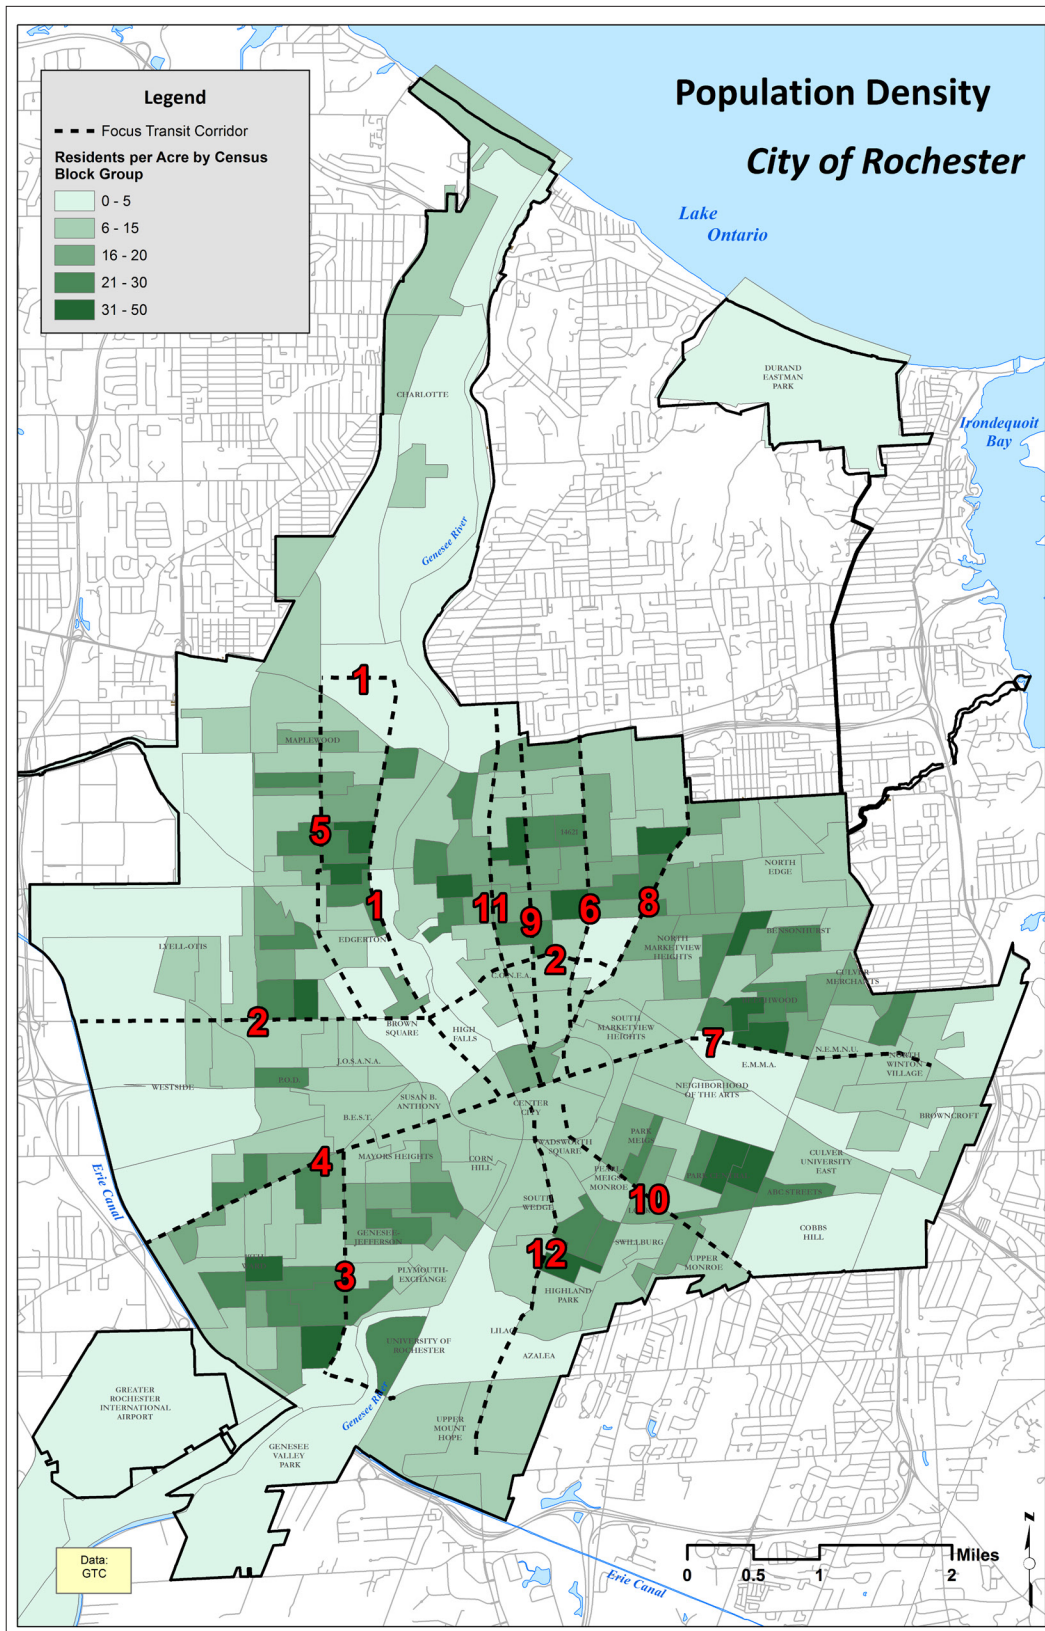 Population Density
City of Rochester
Legend
Focus Transit Corridor
Residents per Acre by Census
Block Group
0 - 5
6 - 15
16 - 20
21 - 30
31 - 50
Lake
Ontario
DURAND
EASTMAN
PARK
Irondequoit
Bay
CHARLOTTE
Genesee River
1
MAPLEWOOD
5
14621
NORTH
EDGE
1
11
9
6
8
EDGERTON
LYELL-OTIS
BENSONHURST
NORTH
MARKETVIEW
HEIGHTS
2
C.O.N.E.A.
CULVER
MERCHANTS
2
BROWN
SQUARE
HIGH
FALLS
SOUTH
MARKETVIEW
HEIGHTS
7
E.M.M.A.
N.E.M.N.U.
NORTH
WINTON
VILLAGE
J.O.S.A.N.A.
WESTSIDE
P.O.D.
SUSAN B.
ANTHONY
CENTER
CITY
NEIGHBORHOOD
OF THE ARTS
BROWNCROFT
B.E.S.T.
PARK
MEIGS
WADSWORTH
SQUARE
4
MAYORS HEIGHTS
CORN
HILL
CULVER
UNIVERSITY
EAST
PEARL-
MEIGS
MONROE
ABC STREETS
Erie Canal
SOUTH
WEDGE
10
COBBS
HILL
GENESEE-
JEFFERSON
SWILLBURG
12
UPPER
MONROE
3
PLYMOUTH-
EXCHANGE
HIGHLAND
PARK
UNIVERSITY OF
ROCHESTER
LILAC
AZALEA
GREATER
ROCHESTER
INTERNATIONAL
AIRPORT
Genesee River
UPPER
MOUNT
HOPE
GENESEE
VALLEY
PARK
Data:
GTC
Erie Canal
Miles
0 0.5 1 2
N